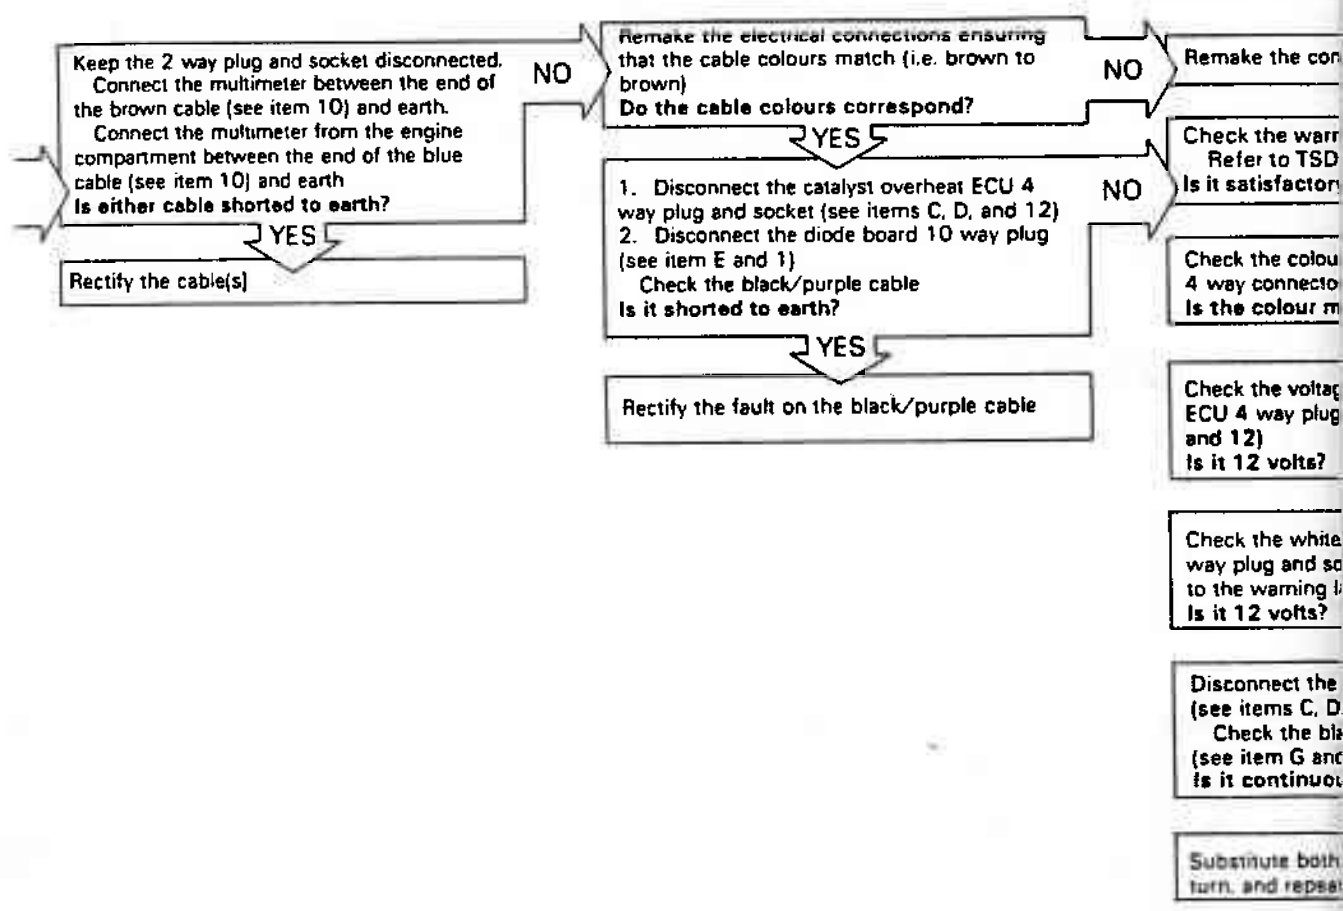 Keep the 2 way plug and socket disconnected.
Connect the multimeter between the end of
the brown cable (see item 10) and earth.
Connect the multimeter from the engine
compartment between the end of the blue
cable (see item 10) and earth
Is either cable shorted to earth?
NO
YES
Rectify the cable(s)
Remake the electrical connections ensuring
that the cable colours match (i.e. brown to
brown)
Do the cable colours correspond?
NO
YES
1. Disconnect the catalyst overheat ECU 4
way plug and socket (see items C, D, and 12)
2. Disconnect the diode board 10 way plug
(see item E and 1)
Check the black/purple cable
Is it shorted to earth?
NO
YES
Rectify the fault on the black/purple cable
Remake the con
Check the warr
Refer to TSD
Is it satisfactory
Check the colou
4 way connecto
Is the colour m
Check the voltag
ECU 4 way plug
and 12)
Is it 12 volts?
Check the white
way plug and so
to the warning
Is it 12 volts?
Disconnect the
(see items C, D
Check the bla
(see item G and
Is it continuou
Substitute both
turn, and repeat